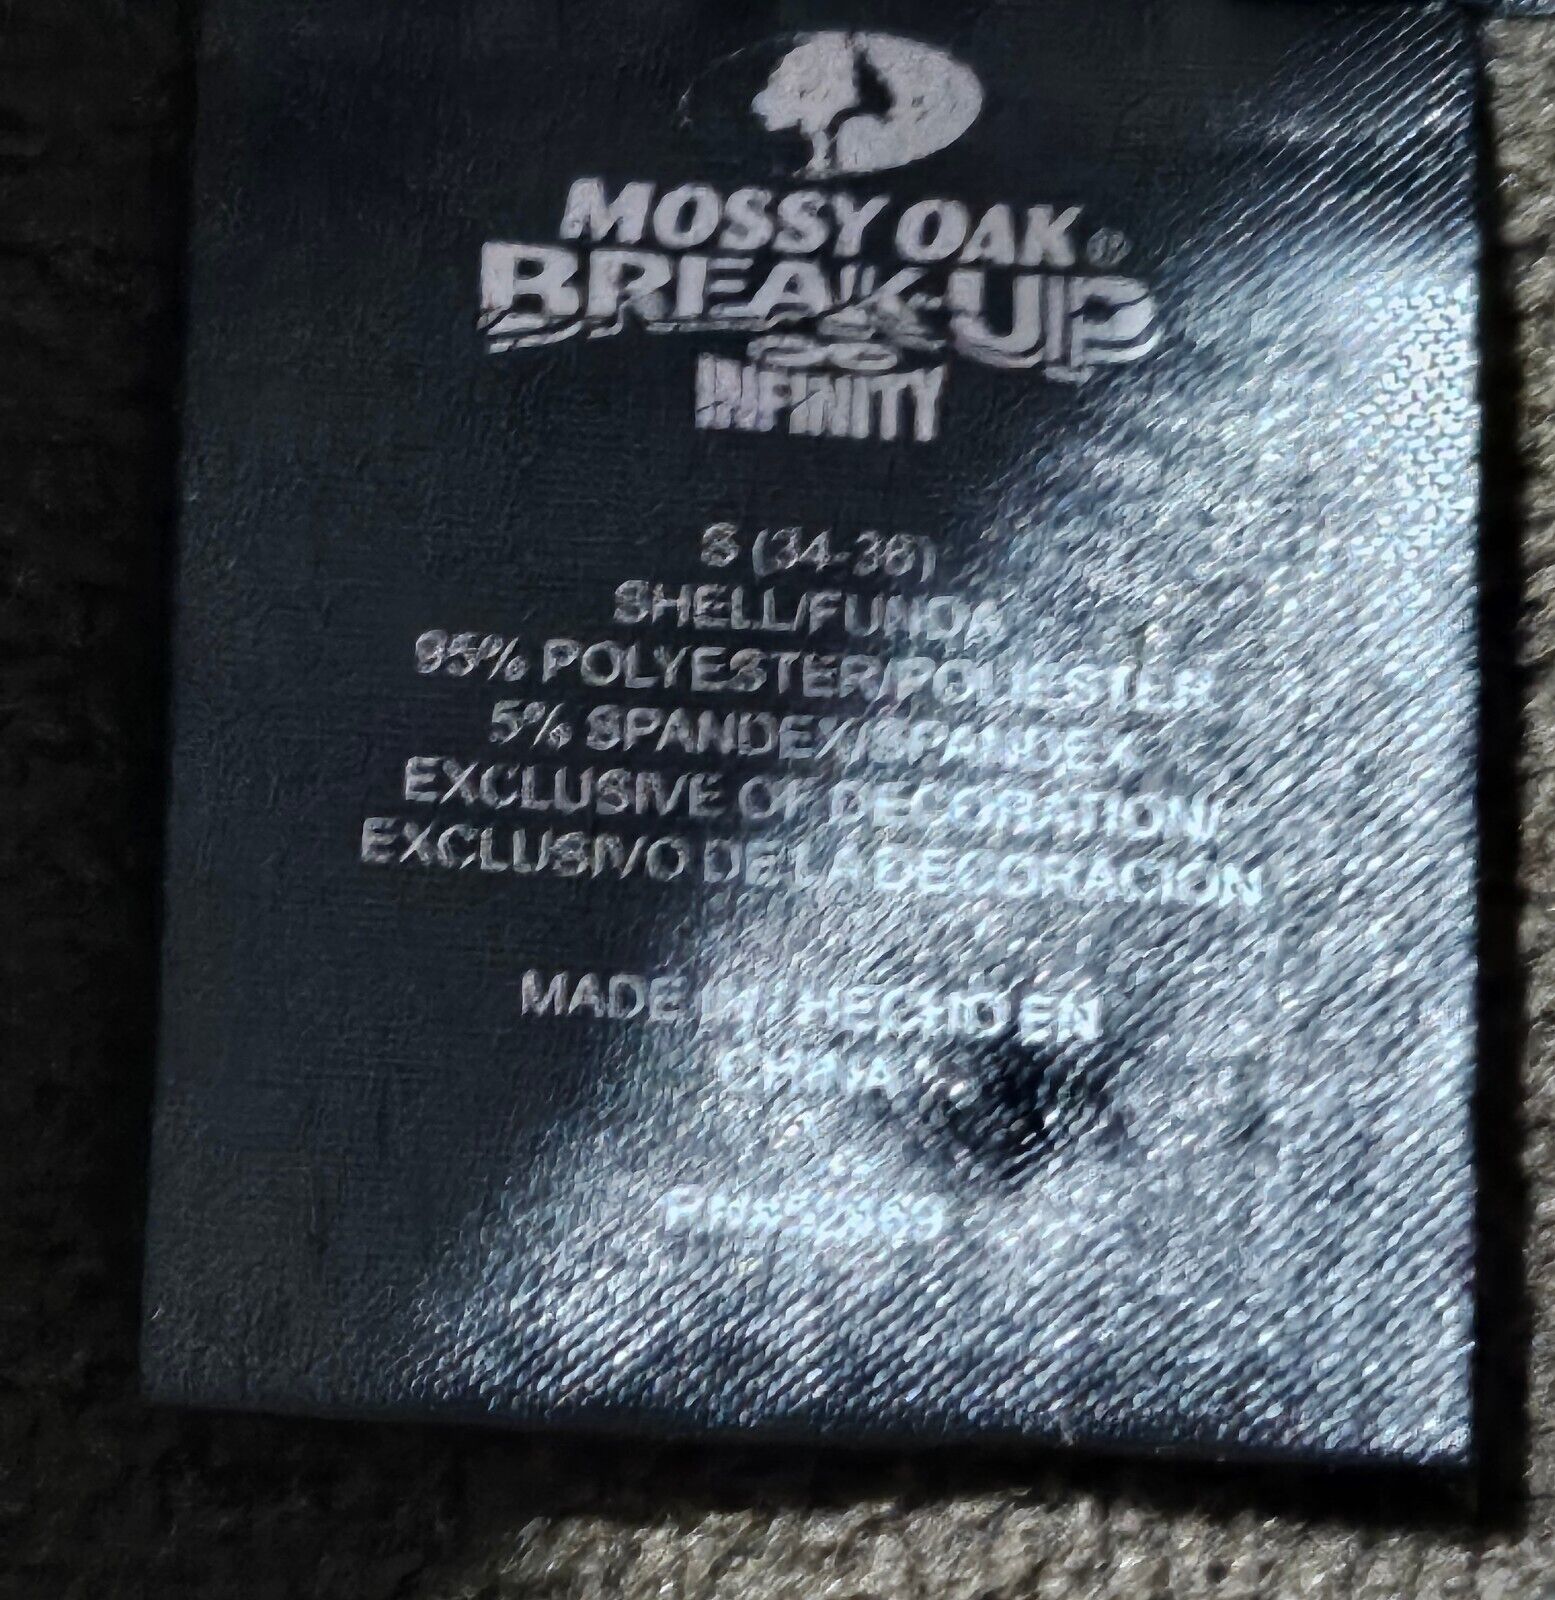 MOSSY OAK®
BREAK-UP
INFINITY
S (34-36)
SHELL/FUNDA
95% POLYESTER/POLIESTER
5% SPANDEX/SPANDEX
EXCLUSIVE OF DECORATION/
EXCLUSIVO DE LA DECORACIÓN
MADE IN / HECHO EN
CHINA